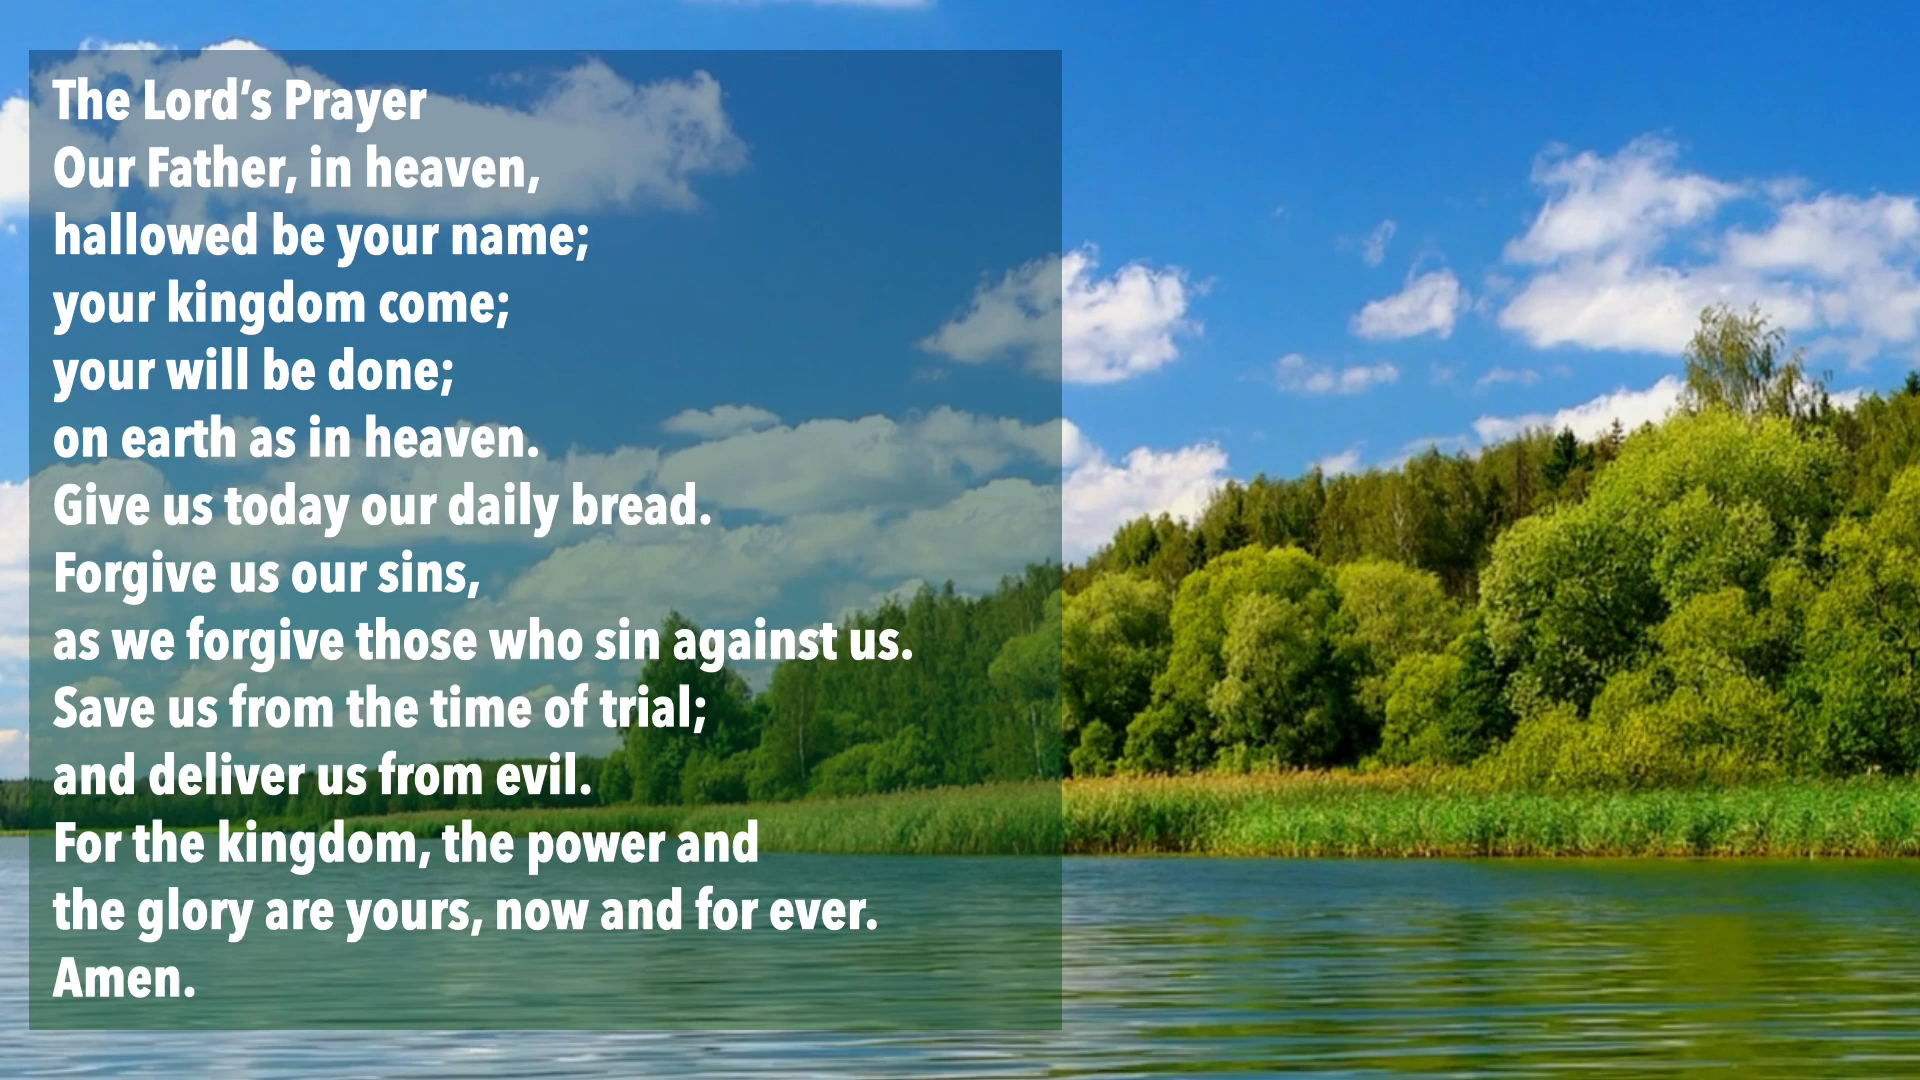 The Lord’s Prayer
Our Father, in heaven,
hallowed be your name;
your kingdom come;
your will be done;
on earth as in heaven.
Give us today our daily bread.
Forgive us our sins,
as we forgive those who sin against us.
Save us from the time of trial;
and deliver us from evil.
For the kingdom, the power and
the glory are yours, now and for ever.
Amen.